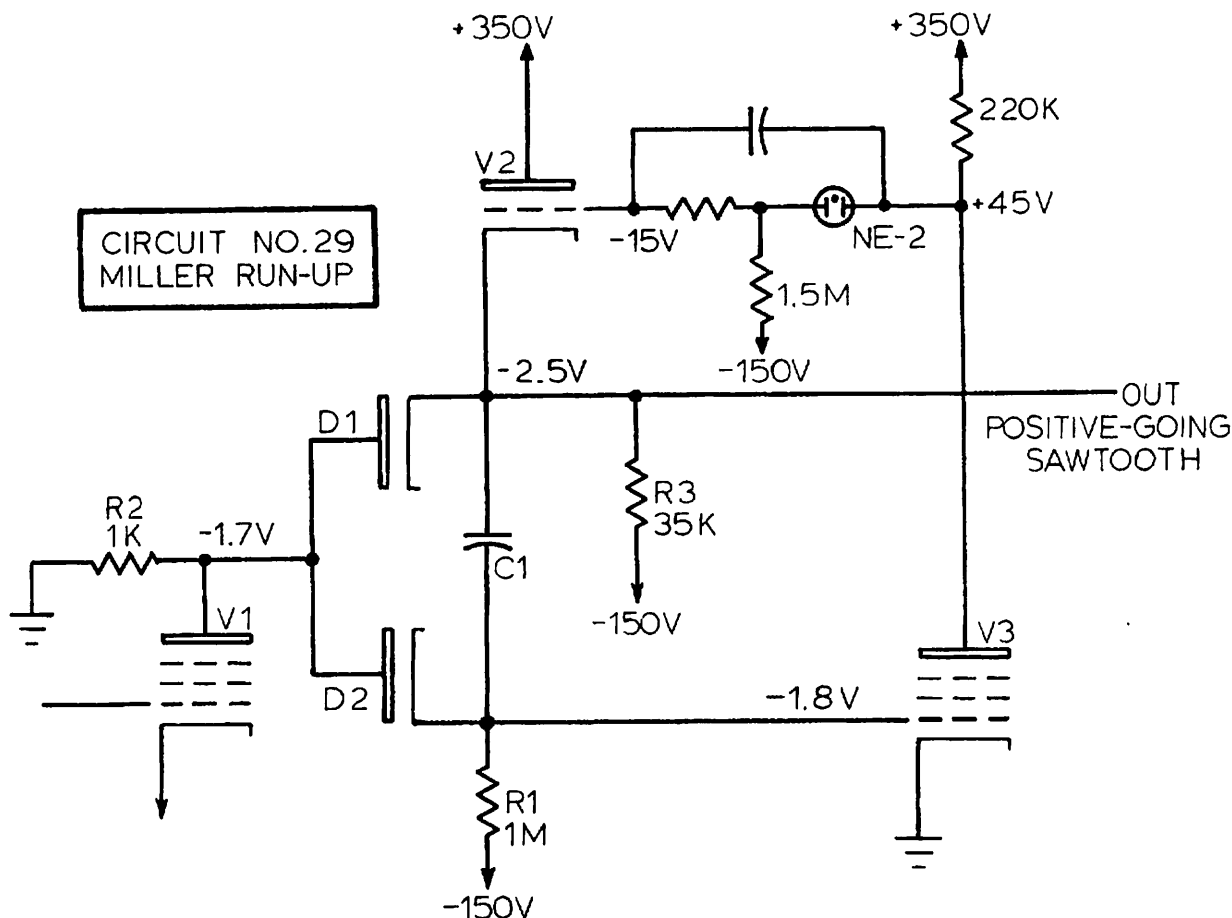 +350V
+350V
220K
V2
+45V
-15V
NE-2
CIRCUIT NO.29
MILLER RUN-UP
1.5M
-150V
-2.5V
OUT
POSITIVE-GOING
SAWTOOTH
D1
R2
1K
-1.7V
R3
35K
C1
-150V
V1
V3
D2
-1.8V
R1
1M
-150V